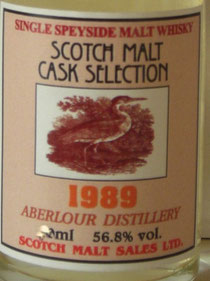 SINGLE SPEYSIDE MALT WHISKY
SCOTCH MALT
CASK SELECTION
1989
ABERLOUR DISTILLERY
56.8% vol.
SCOTCH MALT SALES LTD.